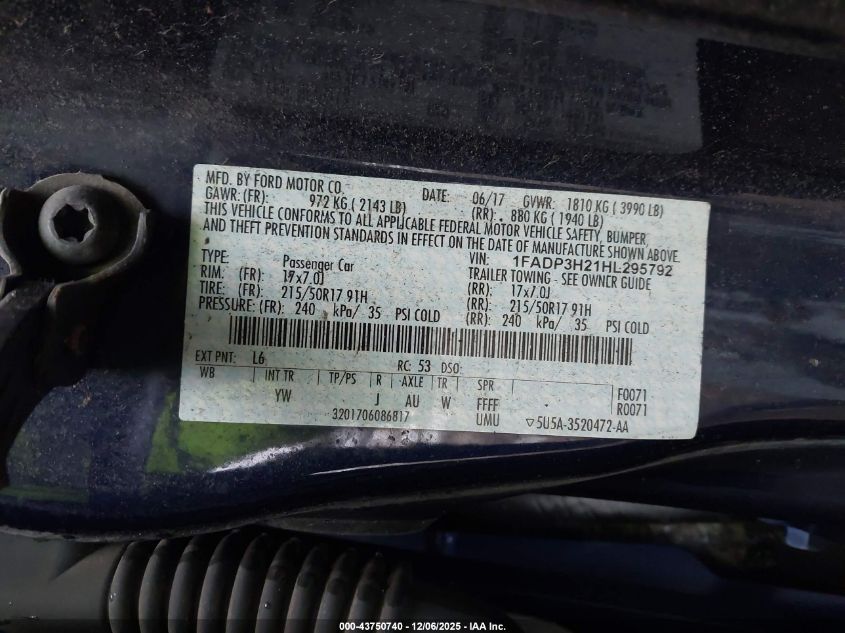 MFD. BY FORD MOTOR CO. DATE: 06/17 GVWR: 1810 KG ( 3990 LB)
GAWR: (FR): 972 KG ( 2143 LB) (RR): 880 KG ( 1940 LB)
THIS VEHICLE CONFORMS TO ALL APPLICABLE FEDERAL MOTOR VEHICLE SAFETY, BUMPER,
AND THEFT PREVENTION STANDARDS IN EFFECT ON THE DATE OF MANUFACTURE SHOWN ABOVE.
VIN: 1FADP3H21HL295792
TYPE: Passenger Car TRAILER TOWING - SEE OWNER GUIDE
RIM: (FR): 17x7.0J (RR): 17x7.0J
TIRE: (FR): 215/50R17 91H (RR): 215/50R17 91H
PRESSURE: (FR): 240 kPa/ 35 PSI COLD (RR): 240 kPa/ 35 PSI COLD
EXT PNT: L6 RC: 53 DSO:
WB INT TR TP/PS R AXLE TR SPR F0071
YW J AU W FFFF R0071
3201706086817 UMU ▽5U5A-3520472-AA
000-43750740 - 12/06/2025 - IAA Inc.